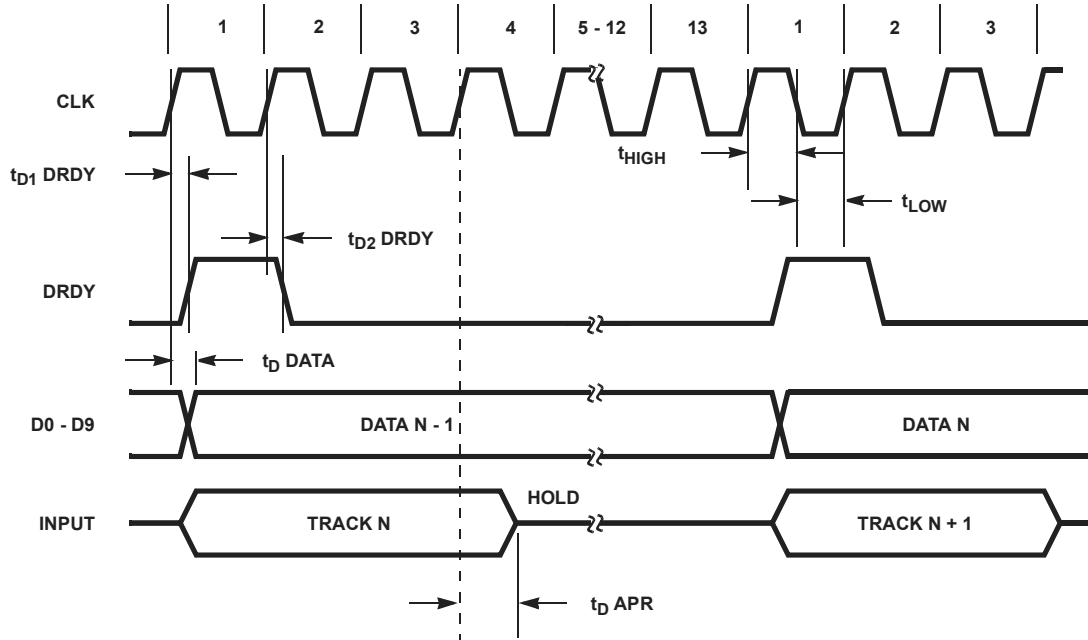 1 2 3 4 5 - 12 13 1 2 3
CLK
tHIGH
tD1 DRDY
tLOW
tD2 DRDY
DRDY
tD DATA
D0 - D9 DATA N - 1 DATA N
HOLD
INPUT TRACK N TRACK N + 1
tD APR